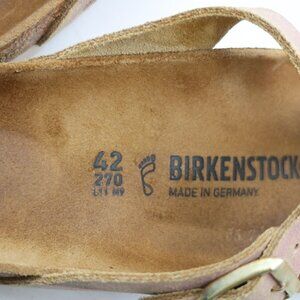 42
270
L11 M9
BIRKENSTOCK
MADE IN GERMANY